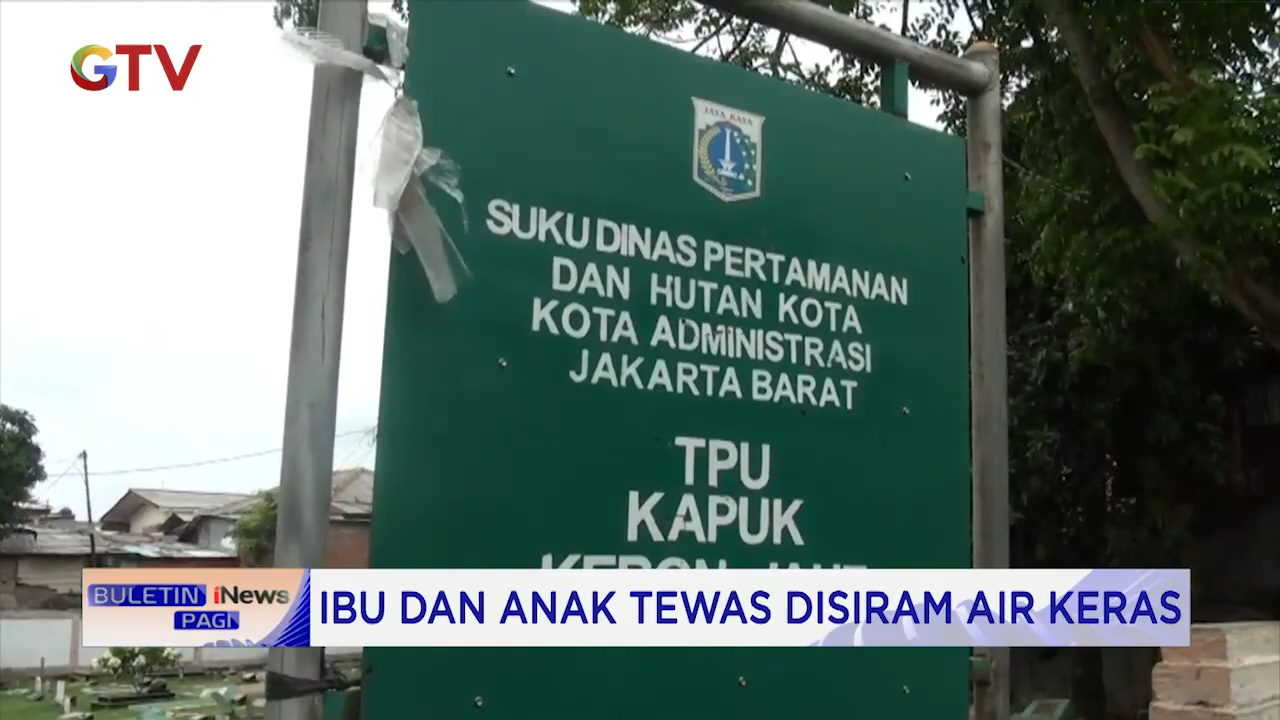 GTV
JAYA RAYA
SUKU DINAS PERTAMANAN
DAN HUTAN KOTA
KOTA ADMINISTRASI
JAKARTA BARAT
TPU
KAPUK
BULETIN iNews
PAGI
IBU DAN ANAK TEWAS DISIRAM AIR KERAS